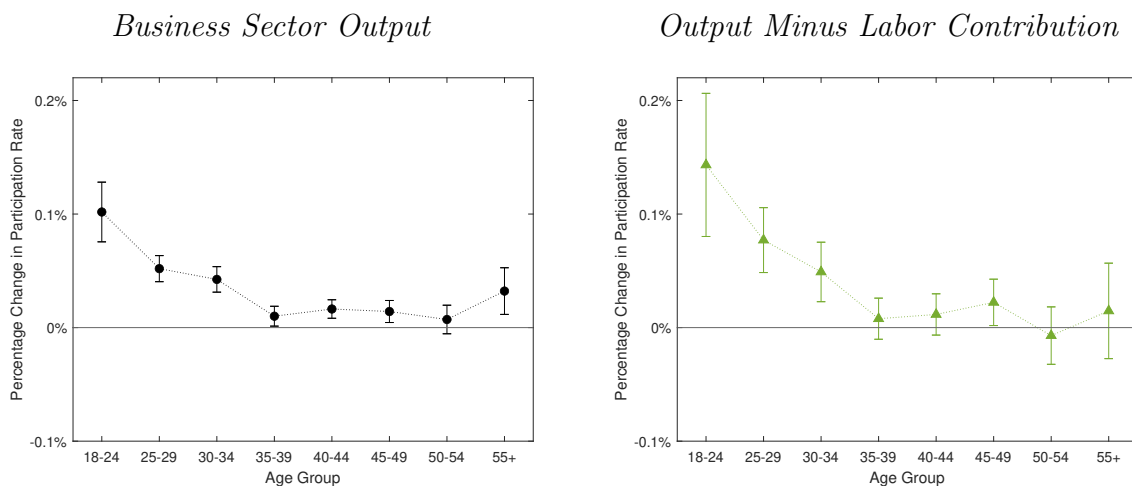 Business Sector Output
Percentage Change in Participation Rate
0.2%
0.1%
0%
-0.1%
18-24 25-29 30-34 35-39 40-44 45-49 50-54 55+
Age Group
Output Minus Labor Contribution
Percentage Change in Participation Rate
0.2%
0.1%
0%
-0.1%
18-24 25-29 30-34 35-39 40-44 45-49 50-54 55+
Age Group